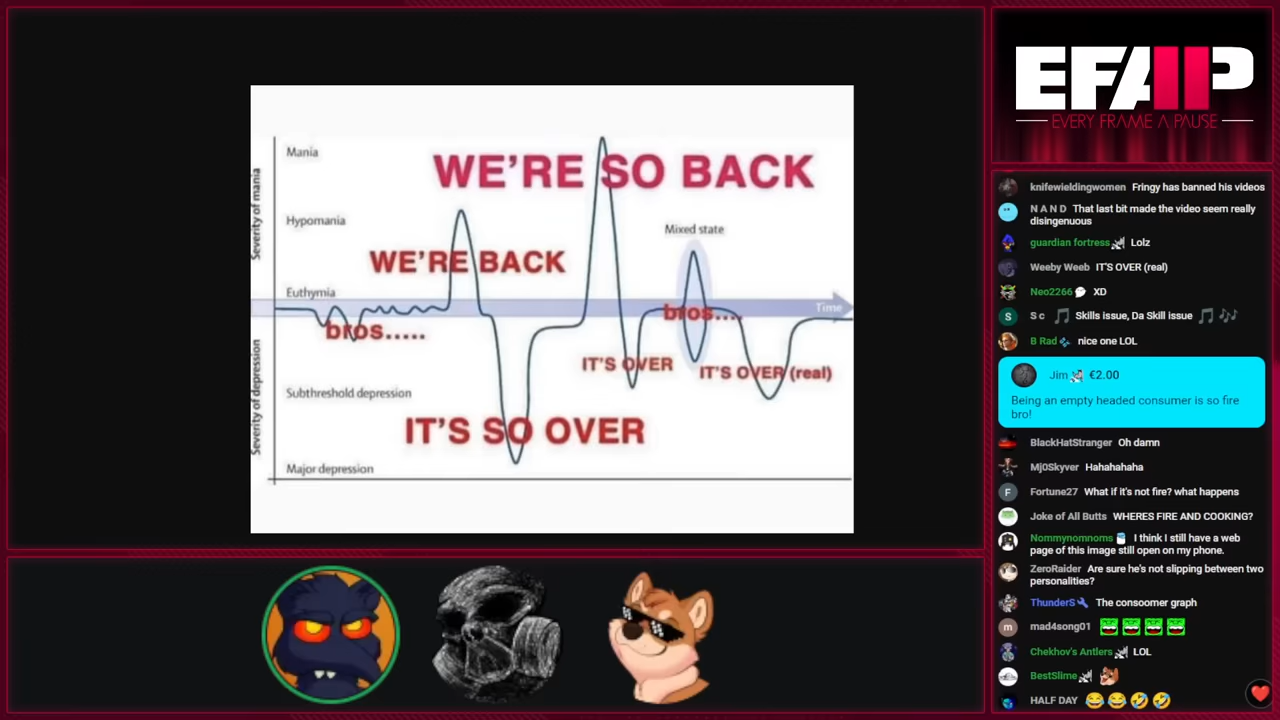 Mania
WE'RE SO BACK
Severity of mania
Hypomania
Mixed state
WE'RE BACK
Euthymia
Time
bros.....
bros....
IT'S OVER
IT'S OVER (real)
Subthreshold depression
Severity of depression
IT'S SO OVER
Major depression
EFAP
EVERY FRAME A PAUSE
knifewieldingwomen Fringy has banned his videos
N A N D That last bit made the video seem really
disingenuous
guardian fortress Lolz
Weeby Weeb IT'S OVER (real)
Neo2266 XD
S c 🎵 Skills issue, Da Skill issue 🎵 🎶
B Rad nice one LOL
Jim €2.00
Being an empty headed consumer is so fire
bro!
BlackHatStranger Oh damn
Mj0Skyver Hahahahaha
Fortune27 What if it's not fire? what happens
Joke of All Butts WHERES FIRE AND COOKING?
Nommynomnoms I think I still have a web
page of this image still open on my phone.
ZeroRaider Are sure he's not slipping between two
personalities?
ThunderS The consoomer graph
mad4song01
Chekhov's Antlers LOL
BestSlime
HALF DAY 😂 😂 🤣 🤣
S
F
m